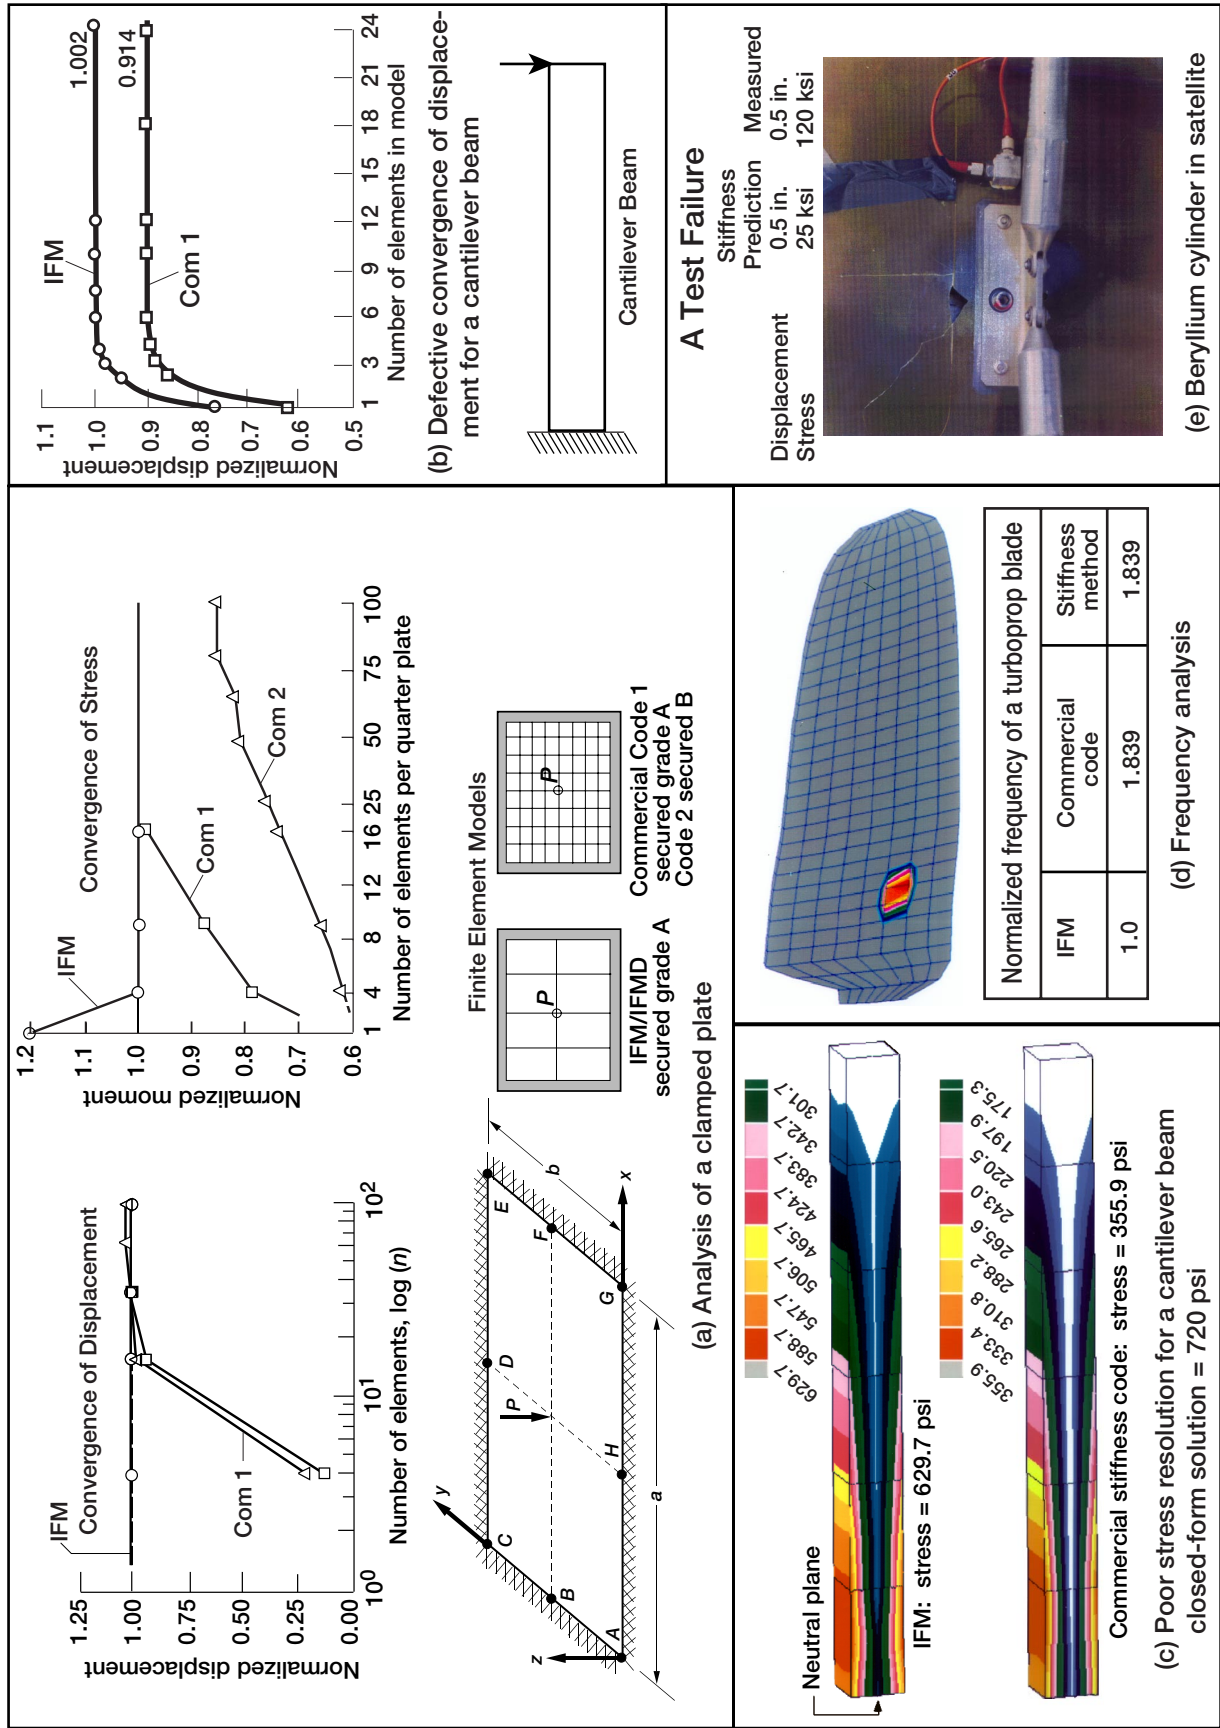 Convergence of Displacement
IFM
Com 1
Normalized displacement
1.25
1.00
0.75
0.50
0.25
0.00
10⁰
10¹
10²
Number of elements, log (n)
Convergence of Stress
IFM
Com 1
Com 2
Normalized moment
1.2
1.1
1.0
0.9
0.8
0.7
0.6
1 4 8 12 16 25 50 75 100
Number of elements per quarter plate
z
y
x
A
B
C
D
E
F
G
H
P
a
b
Finite Element Models
P
IFM/IFMD
secured grade A
P
Commercial Code 1
secured grade A
Code 2 secured B
(a) Analysis of a clamped plate
IFM
1.002
Com 1
0.914
Normalized displacement
1.1
1.0
0.9
0.8
0.7
0.6
0.5
1 3 6 9 12 15 18 21 24
Number of elements in model
(b) Defective convergence of displace-
ment for a cantilever beam
Cantilever Beam
Neutral plane
629.7
588.7
547.7
506.7
465.7
424.7
383.7
342.7
301.7
IFM: stress = 629.7 psi
355.9
333.4
310.8
288.2
265.6
243.0
220.5
197.9
175.3
Commercial stiffness code: stress = 355.9 psi
(c) Poor stress resolution for a cantilever beam
closed-form solution = 720 psi
Normalized frequency of a turboprop blade
IFM
Commercial
code
Stiffness
method
1.0
1.839
1.839
(d) Frequency analysis
A Test Failure
Stiffness
Prediction Measured
Displacement 0.5 in. 0.5 in.
Stress 25 ksi 120 ksi
(e) Beryllium cylinder in satellite